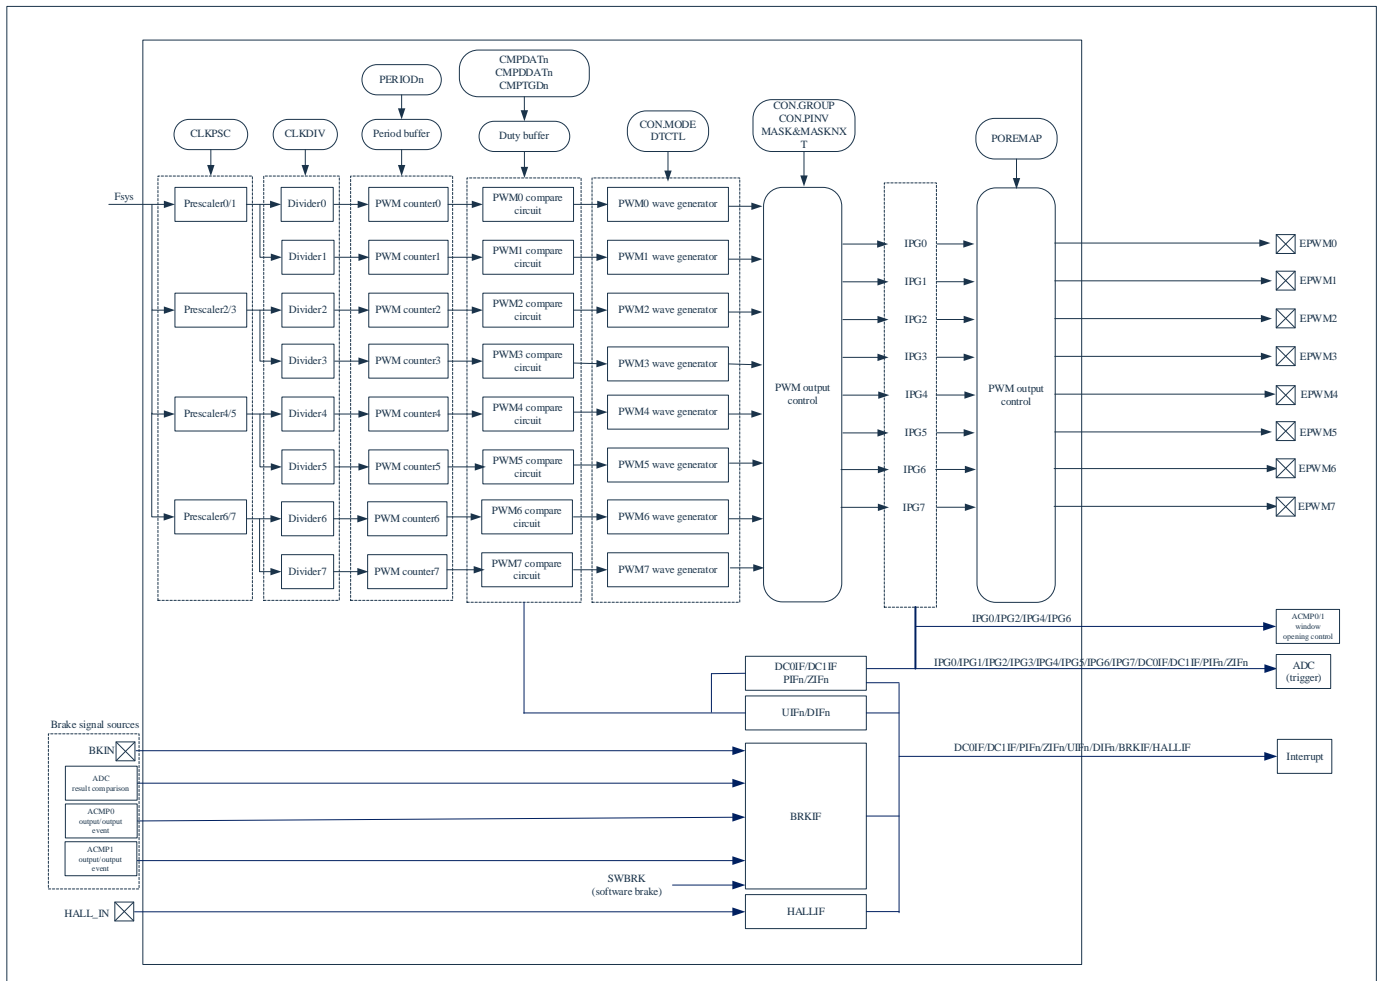 CMPDATn
CMPDDATn
CMPTGDn
PERIODn
CON.GROUP
CON.PINV
MASK&MASKNX
T
CON.MODE
DTCTL
CLKPSC
CLKDIV
Period buffer
Duty buffer
POREMAP
Fsys
Prescaler0/1
Divider0
PWM counter0
PWM0 compare
circuit
PWM0 wave generator
Divider1
PWM counter1
PWM1 compare
circuit
PWM1 wave generator
Prescaler2/3
Divider2
PWM counter2
PWM2 compare
circuit
PWM2 wave generator
Divider3
PWM counter3
PWM3 compare
circuit
PWM3 wave generator
Prescaler4/5
Divider4
PWM counter4
PWM4 compare
circuit
PWM4 wave generator
Divider5
PWM counter5
PWM5 compare
circuit
PWM5 wave generator
Prescaler6/7
Divider6
PWM counter6
PWM6 compare
circuit
PWM6 wave generator
Divider7
PWM counter7
PWM7 compare
circuit
PWM7 wave generator
PWM output
control
IPG0
IPG1
IPG2
IPG3
IPG4
IPG5
IPG6
IPG7
PWM output
control
EPWM0
EPWM1
EPWM2
EPWM3
EPWM4
EPWM5
EPWM6
EPWM7
IPG0/IPG2/IPG4/IPG6
ACMP0/1
window
opening control
DC0IF/DC1IF
PIFn/ZIFn
IPG0/IPG1/IPG2/IPG3/IPG4/IPG5/IPG6/IPG7/DC0IF/DC1IF/PIFn/ZIFn
ADC
(trigger)
UIFn/DIFn
Brake signal sources
BKIN
DC0IF/DC1IF/PIFn/ZIFn/UIFn/DIFn/BRKIF/HALLIF
Interrupt
ADC
result comparison
ACMP0
output/output
event
BRKIF
ACMP1
output/output
event
SWBRK
(software brake)
HALL_IN
HALLIF